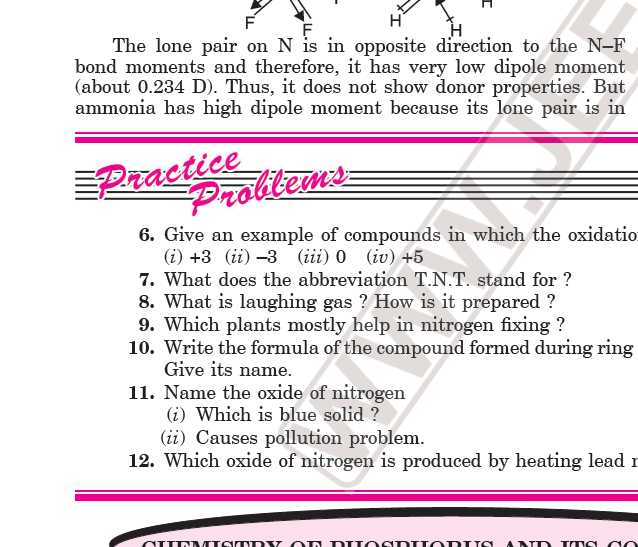 F F H H H
The lone pair on N is in opposite direction to the N–F
bond moments and therefore, it has very low dipole moment
(about 0.234 D). Thus, it does not show donor properties. But
ammonia has high dipole moment because its lone pair is in
Practice
Problems
6. Give an example of compounds in which the oxidatio
(i) +3 (ii) –3 (iii) 0 (iv) +5
7. What does the abbreviation T.N.T. stand for ?
8. What is laughing gas ? How is it prepared ?
9. Which plants mostly help in nitrogen fixing ?
10. Write the formula of the compound formed during ring
Give its name.
11. Name the oxide of nitrogen
(i) Which is blue solid ?
(ii) Causes pollution problem.
12. Which oxide of nitrogen is produced by heating lead
CHEMISTRY OF PHOSPHORUS AND ITS CO
WWW.JEE